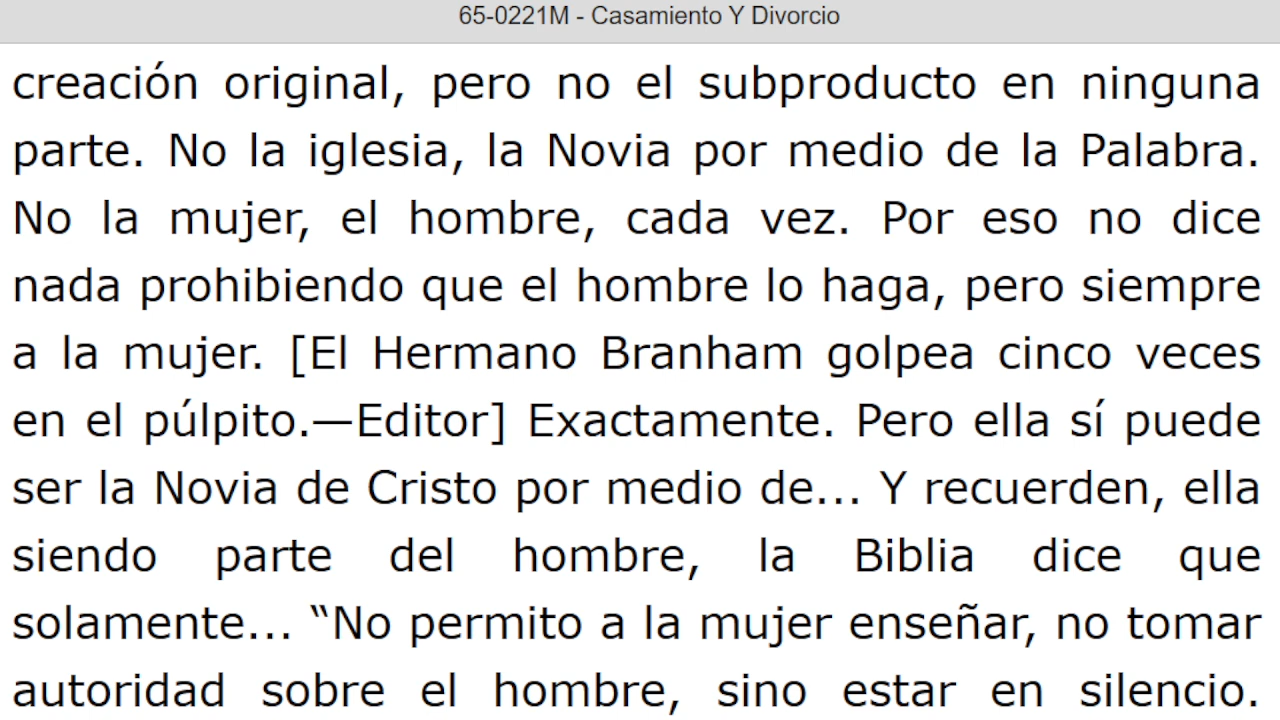 65-0221M - Casamiento Y Divorcio
creación original, pero no el subproducto en ninguna
parte. No la iglesia, la Novia por medio de la Palabra.
No la mujer, el hombre, cada vez. Por eso no dice
nada prohibiendo que el hombre lo haga, pero siempre
a la mujer. [El Hermano Branham golpea cinco veces
en el púlpito.—Editor] Exactamente. Pero ella sí puede
ser la Novia de Cristo por medio de... Y recuerden, ella
siendo parte del hombre, la Biblia dice que
solamente... “No permito a la mujer enseñar, no tomar
autoridad sobre el hombre, sino estar en silencio.